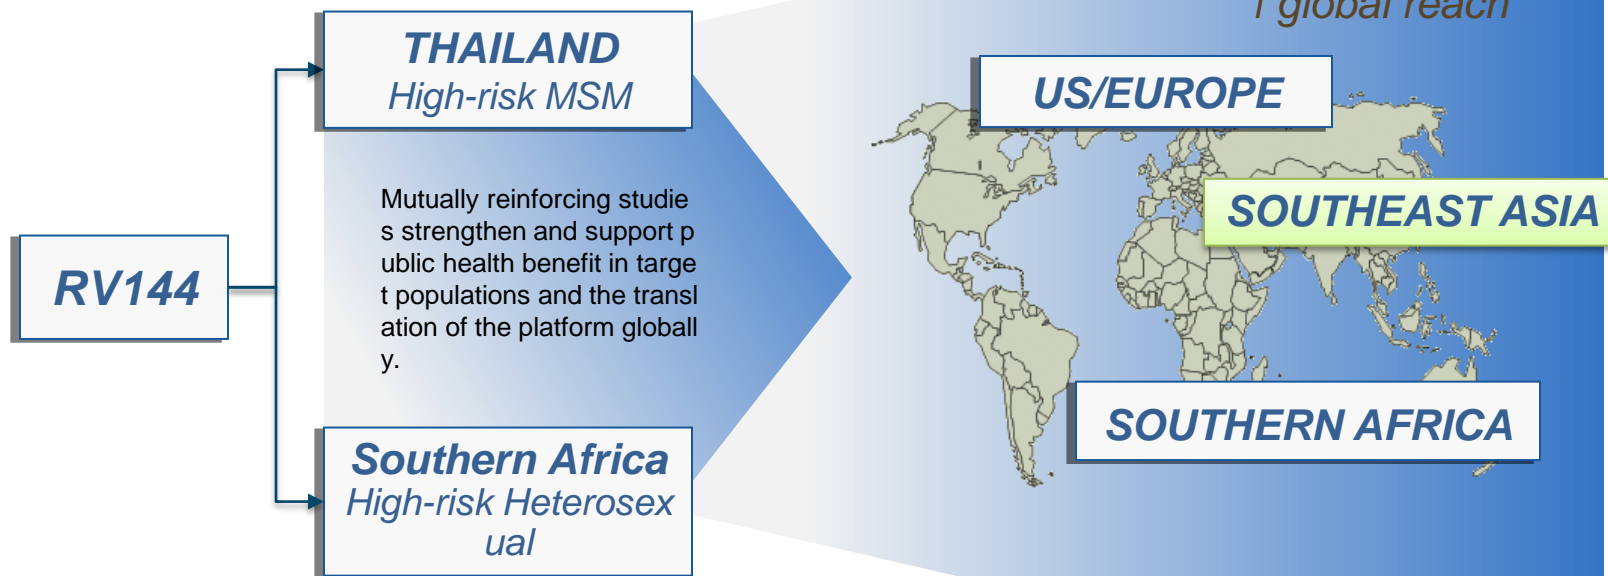 f global reach
THAILAND
High-risk MSM
US/EUROPE
Mutually reinforcing studie
s strengthen and support p
ublic health benefit in targe
t populations and the transl
ation of the platform globall
y.
SOUTHEAST ASIA
RV144
SOUTHERN AFRICA
Southern Africa
High-risk Heterosex
ual